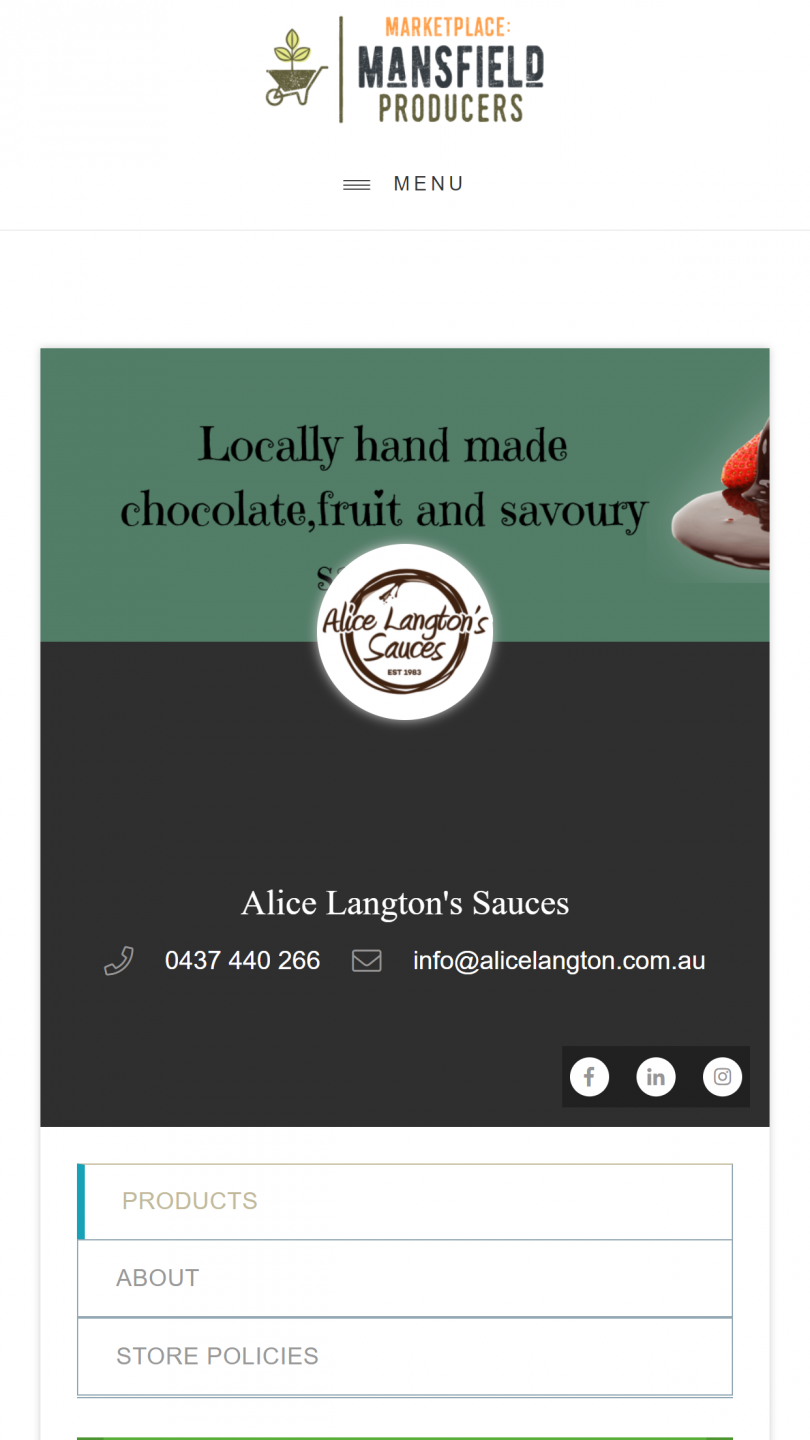 MARKETPLACE:
MANSFIELD
PRODUCERS
MENU
Locally hand made
chocolate,fruit and savoury
Alice Langton's
Sauces
EST 1983
Alice Langton's Sauces
0437 440 266 info@alicelangton.com.au
PRODUCTS
ABOUT
STORE POLICIES